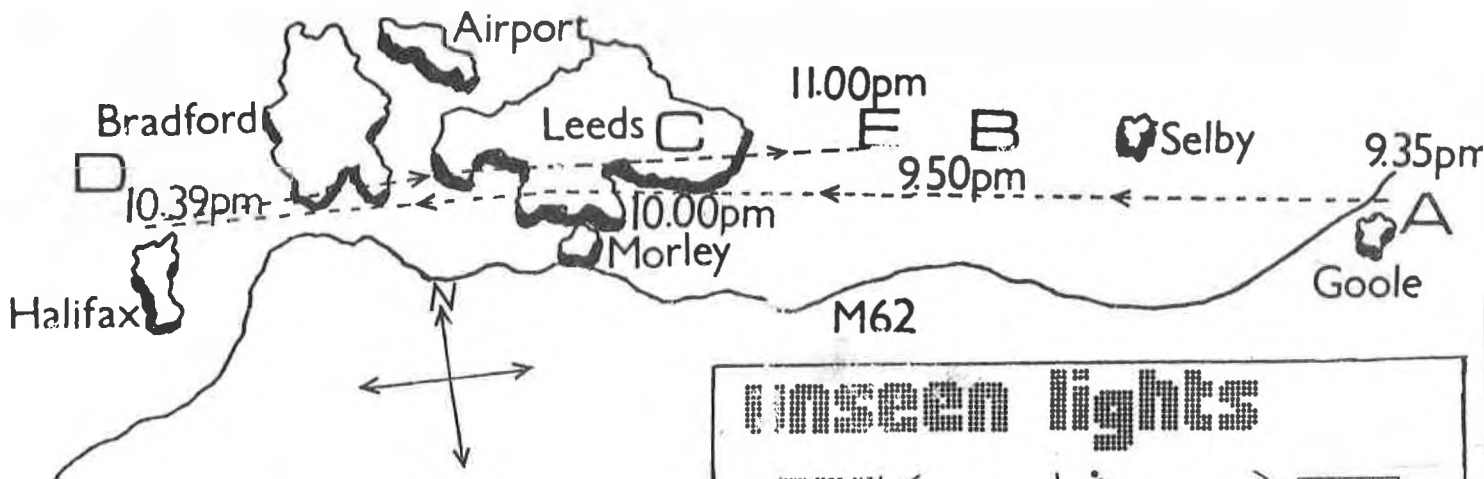 Airport
11.00pm
Bradford
Leeds C
E
B
Selby
9.35pm
D
10.39pm
9.50pm
A
10.00pm
Morley
Goole
Halifax
N
M62
unseen lights